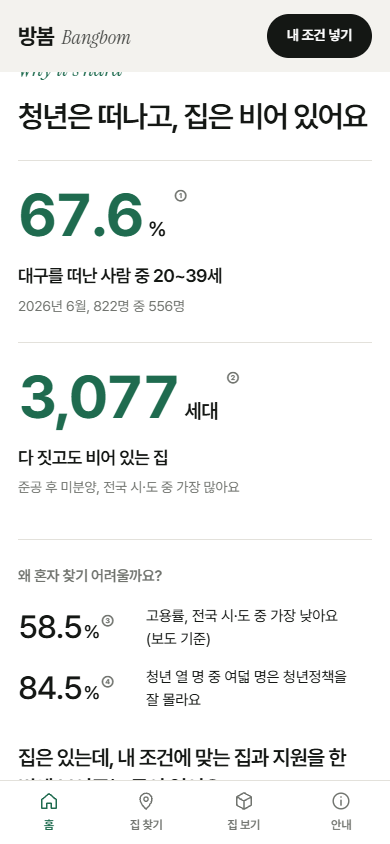 방봄 Bangbom
내 조건 넣기
Why it's hard
청년은 떠나고, 집은 비어 있어요
67.6 % ①
대구를 떠난 사람 중 20~39세
2026년 6월, 822명 중 556명
3,077 세대 ②
다 짓고도 비어 있는 집
준공 후 미분양, 전국 시·도 중 가장 많아요
왜 혼자 찾기 어려울까요?
58.5% ③
고용률, 전국 시·도 중 가장 낮아요
(보도 기준)
84.5% ④
청년 열 명 중 여덟 명은 청년정책을
잘 몰라요
집은 있는데, 내 조건에 맞는 집과 지원을 한
홈
집 찾기
집 보기
안내